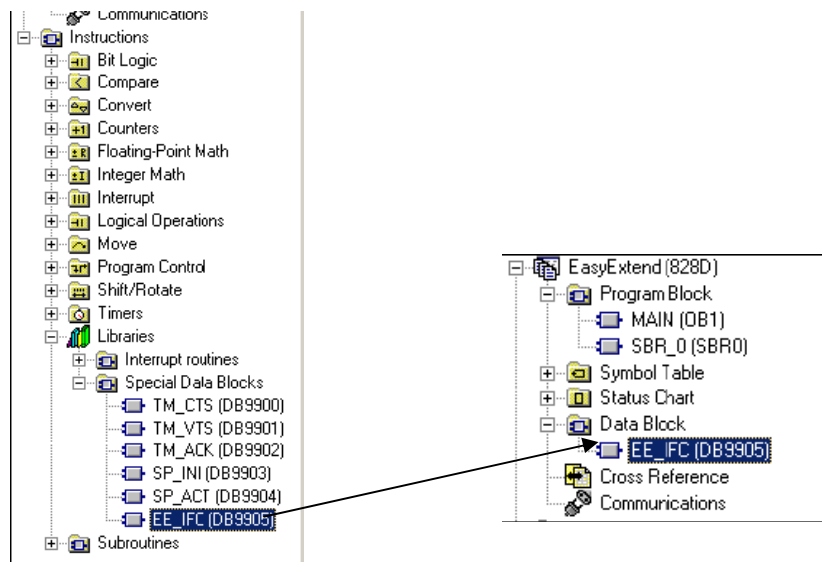 Communications
Instructions
Bit Logic
Compare
Convert
Counters
Floating-Point Math
Integer Math
Interrupt
Logical Operations
Move
Program Control
Shift/Rotate
Timers
Libraries
Interrupt routines
Special Data Blocks
TM_CTS (DB9900)
TM_VTS (DB9901)
TM_ACK (DB9902)
SP_INI (DB9903)
SP_ACT (DB9904)
EE_IFC (DB9905)
Subroutines
EasyExtend (828D)
Program Block
MAIN (OB1)
SBR_0 (SBR0)
Symbol Table
Status Chart
Data Block
EE_IFC (DB9905)
Cross Reference
Communications